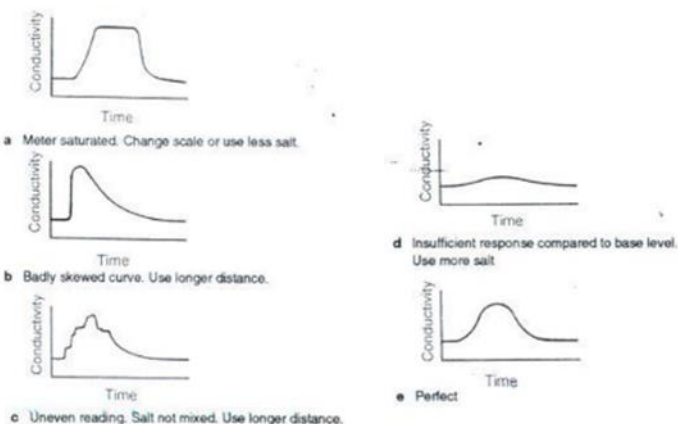 Conductivity
Time
a Meter saturated. Change scale or use less salt.
Conductivity
Time
b Badly skewed curve. Use longer distance.
Conductivity
Time
c Uneven reading. Salt not mixed. Use longer distance.
Conductivity
Time
d Insufficient response compared to base level.
Use more salt
Conductivity
Time
e Perfect